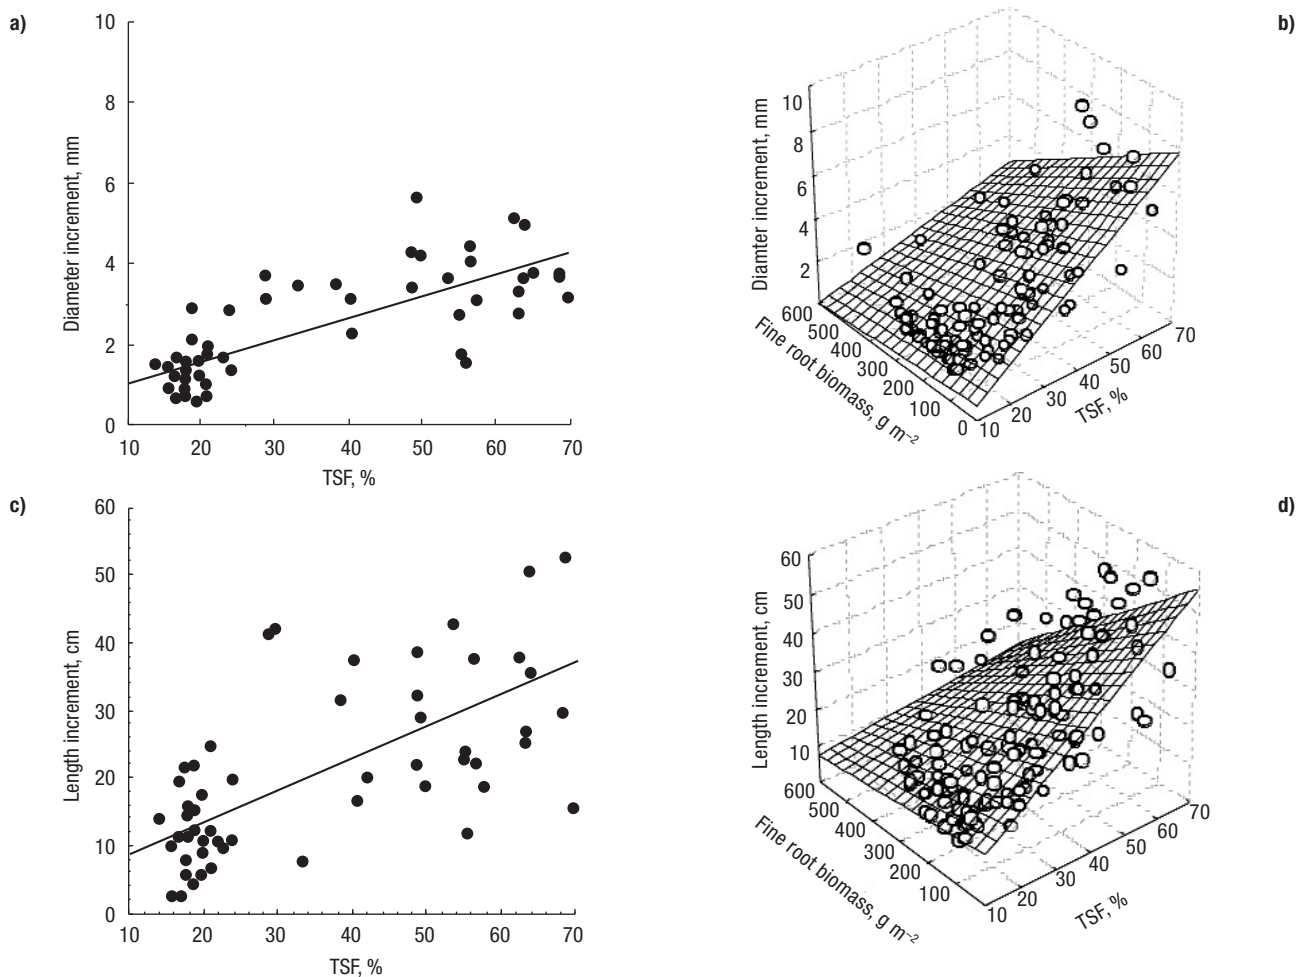 a)
10
8
6
4
2
0
Diameter increment, mm
10 20 30 40 50 60 70
TSF, %
b)
10
8
6
4
2
Diamter increment, mm
600 500 400 300 200 100 0
Fine root biomass, g m⁻²
10 20 30 40 50 60 70
TSF, %
c)
60
50
40
30
20
10
0
Length increment, cm
10 20 30 40 50 60 70
TSF, %
d)
60
50
40
30
20
10
Length increment, cm
600 500 400 300 200 100
Fine root biomass, g m⁻²
10 20 30 40 50 60 70
TSF, %